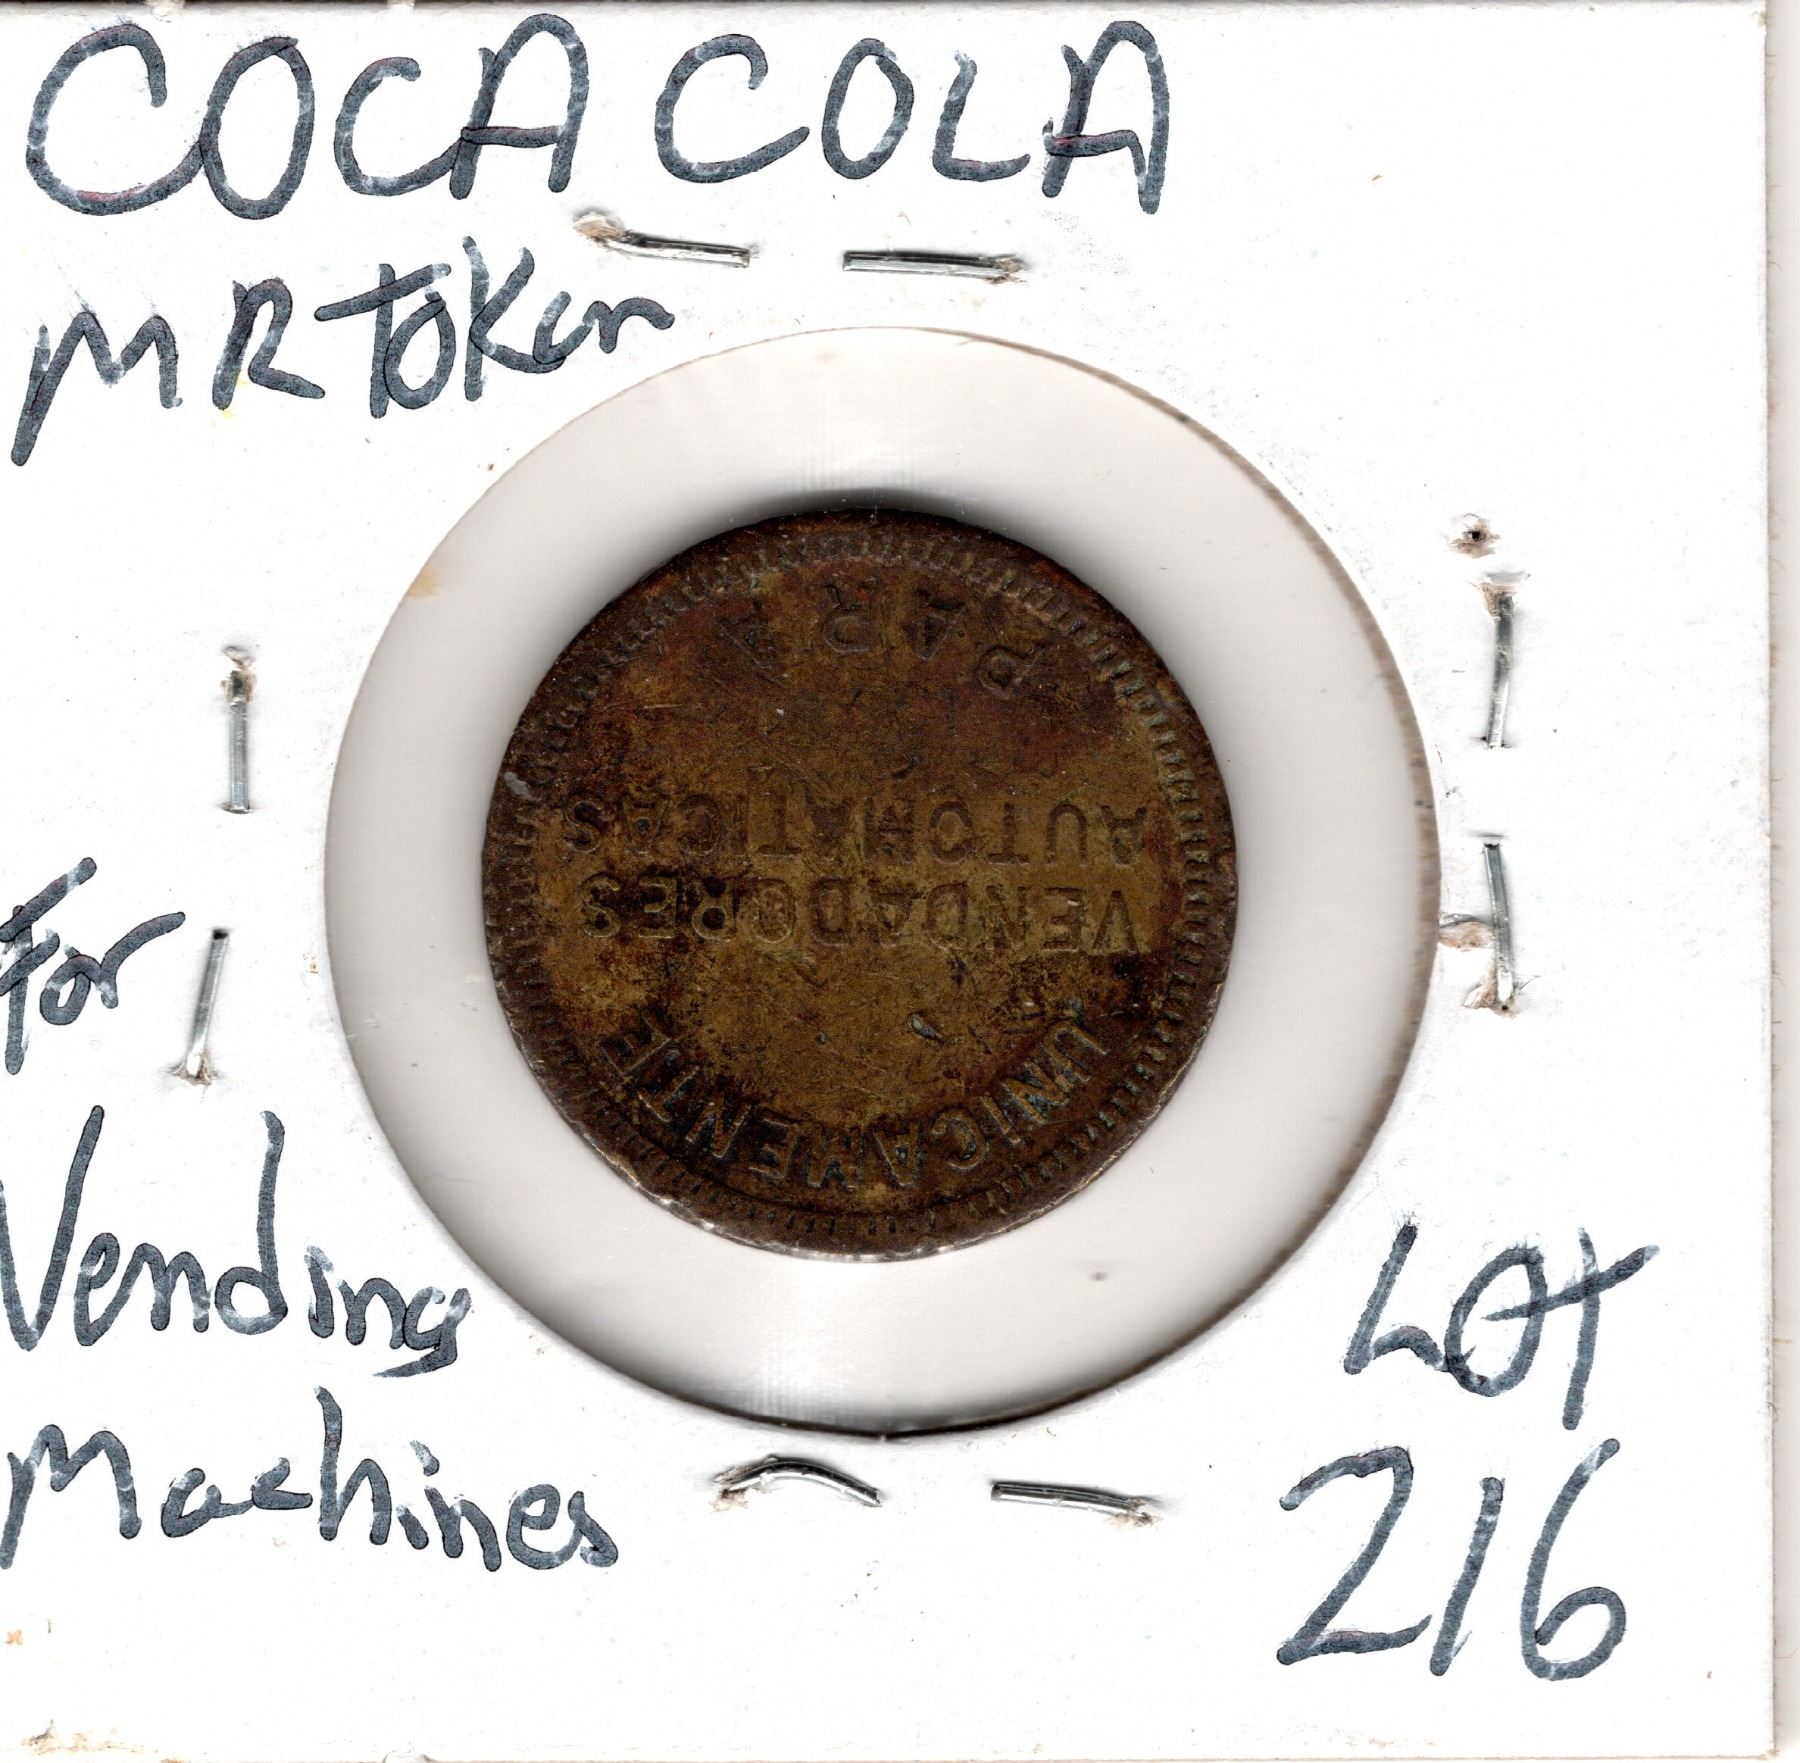 COCA COLA
MR Token
UNICAMENTE
VENDADORES
AUTOMATICAS
PARA
For
Vending
Machines
LOT
216